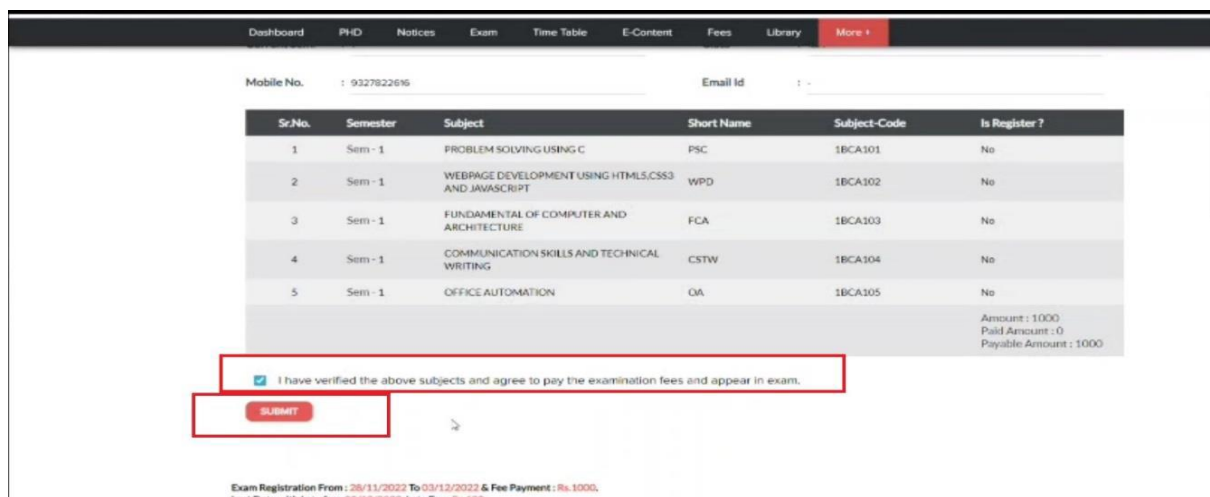 Dashboard PHD Notices Exam Time Table E-Content Fees Library More +
Mobile No. : 9327822616 Email Id : -
Sr.No. Semester Subject Short Name Subject-Code Is Register ?
1 Sem - 1 PROBLEM SOLVING USING C PSC 1BCA101 No
2 Sem - 1 WEBPAGE DEVELOPMENT USING HTML5,CSS3 AND JAVASCRIPT WPD 1BCA102 No
3 Sem - 1 FUNDAMENTAL OF COMPUTER AND ARCHITECTURE FCA 1BCA103 No
4 Sem - 1 COMMUNICATION SKILLS AND TECHNICAL WRITING CSTW 1BCA104 No
5 Sem - 1 OFFICE AUTOMATION OA 1BCA105 No
Amount : 1000
Paid Amount : 0
Payable Amount : 1000
I have verified the above subjects and agree to pay the examination fees and appear in exam.
SUBMIT
Exam Registration From : 28/11/2022 To 03/12/2022 & Fee Payment : Rs.1000.